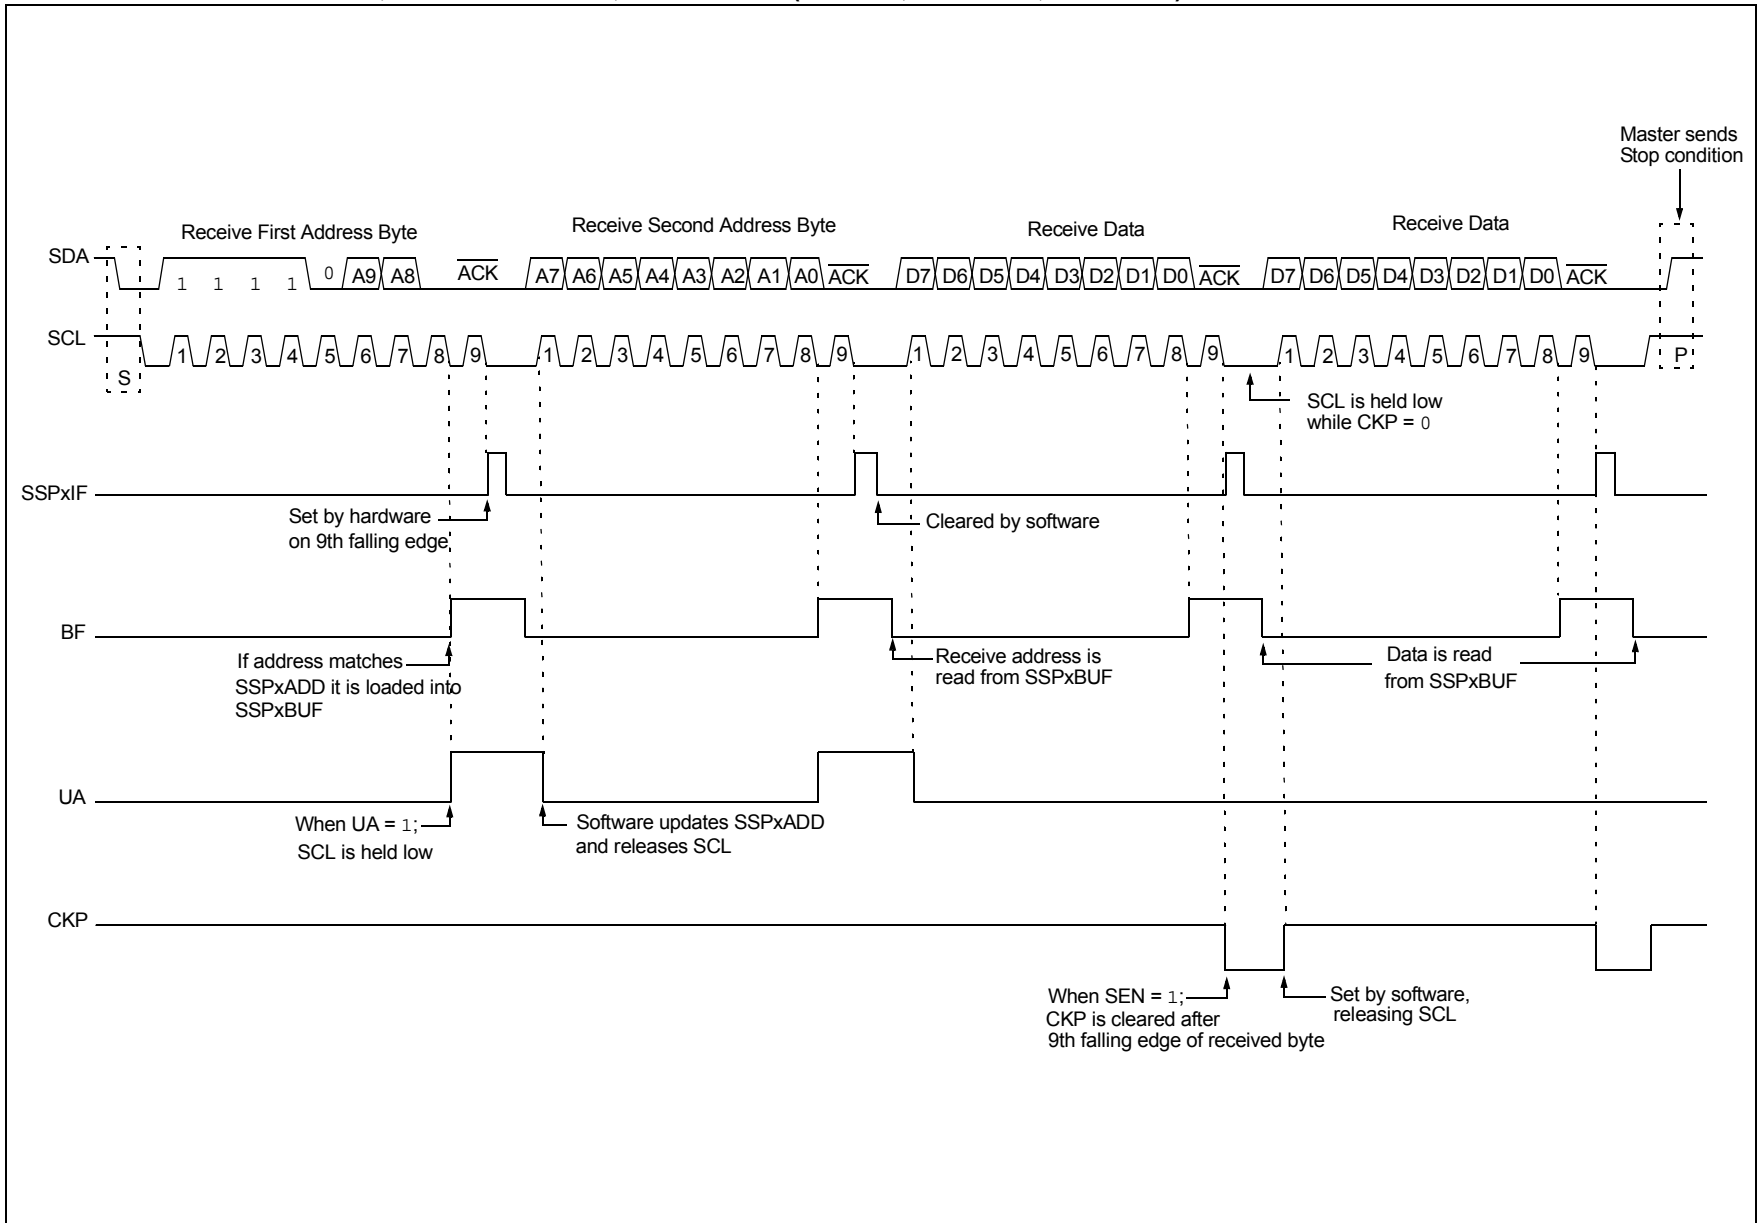 Master sends
Stop condition
Receive First Address Byte
Receive Second Address Byte
Receive Data
Receive Data
SDA
1 1 1 1 0 A9 A8 ACK A7 A6 A5 A4 A3 A2 A1 A0 ACK D7 D6 D5 D4 D3 D2 D1 D0 ACK D7 D6 D5 D4 D3 D2 D1 D0 ACK
SCL
S 1 2 3 4 5 6 7 8 9 1 2 3 4 5 6 7 8 9 1 2 3 4 5 6 7 8 9 1 2 3 4 5 6 7 8 9 P
SCL is held low
while CKP = 0
SSPxIF
Set by hardware
on 9th falling edge
Cleared by software
BF
If address matches
SSPxADD it is loaded into
SSPxBUF
Receive address is
read from SSPxBUF
Data is read
from SSPxBUF
UA
When UA = 1;
SCL is held low
Software updates SSPxADD
and releases SCL
CKP
When SEN = 1;
CKP is cleared after
9th falling edge of received byte
Set by software,
releasing SCL